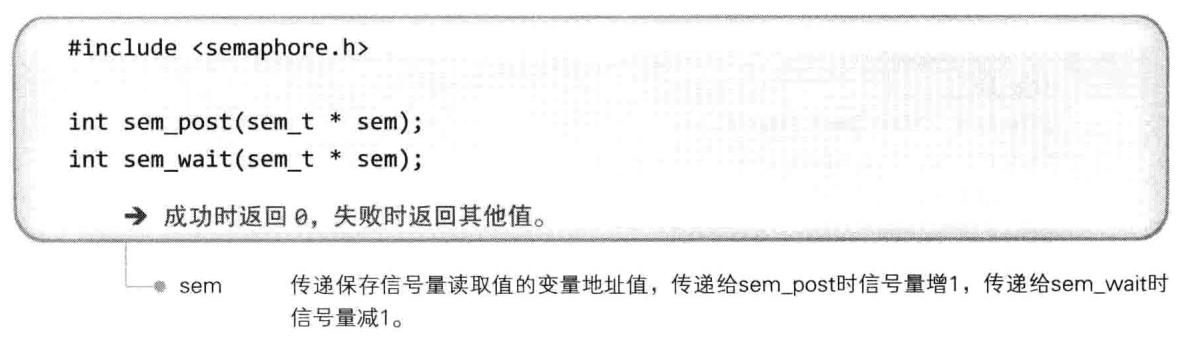 #include <semaphore.h>
int sem_post(sem_t * sem);
int sem_wait(sem_t * sem);
➔ 成功时返回 0，失败时返回其他值。
sem 传递保存信号量读取值的变量地址值，传递给sem_post时信号量增1，传递给sem_wait时
信号量减1。